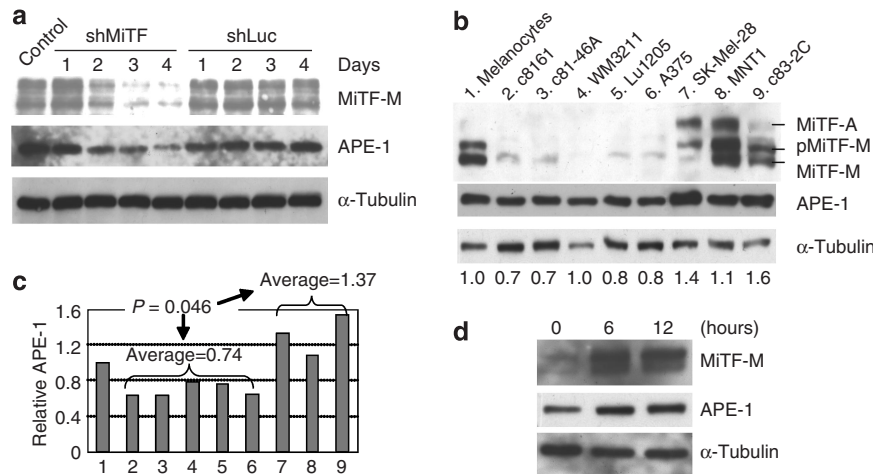 a
Control
shMiTF
shLuc
1 2 3 4 1 2 3 4 Days
MiTF-M
APE-1
α-Tubulin
b
1. Melanocytes
2. c8161
3. c81-46A
4. WM3211
5. Lu1205
6. A375
7. SK-Mel-28
8. MNT1
9. c83-2C
MiTF-A
pMiTF-M
MiTF-M
APE-1
α-Tubulin
1.0 0.7 0.7 1.0 0.8 0.8 1.4 1.1 1.6
c
Average=1.37
P = 0.046
Average=0.74
Relative APE-1
1.6
1.2
0.8
0.4
0
1 2 3 4 5 6 7 8 9
d
0 6 12 (hours)
MiTF-M
APE-1
α-Tubulin